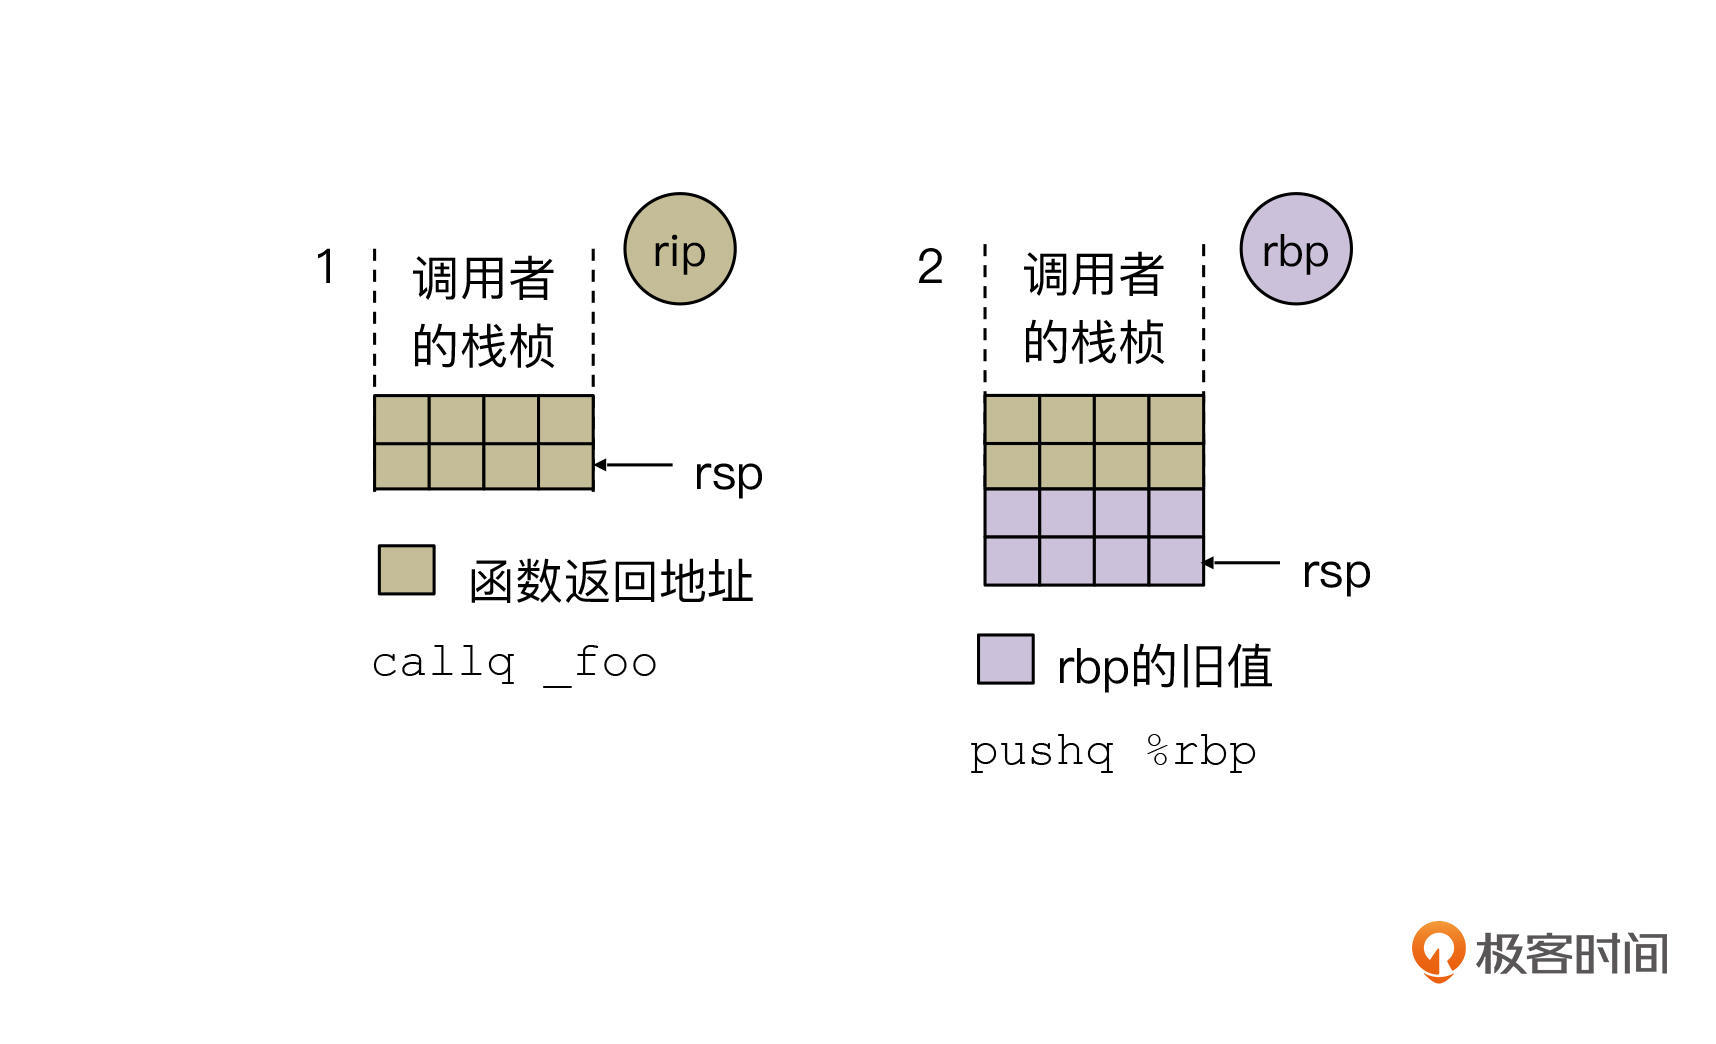 1
调用者
的栈桢
rip
rsp
函数返回地址
callq _foo
2
调用者
的栈桢
rbp
rsp
rbp的旧值
pushq %rbp
极客时间